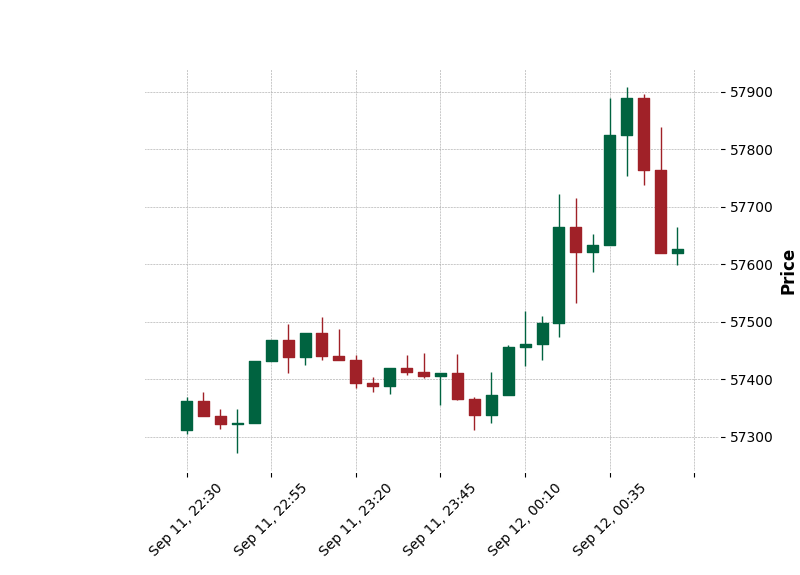 57900
57800
57700
57600
57500
57400
57300
Price
Sep 11, 22:30
Sep 11, 22:55
Sep 11, 23:20
Sep 11, 23:45
Sep 12, 00:10
Sep 12, 00:35